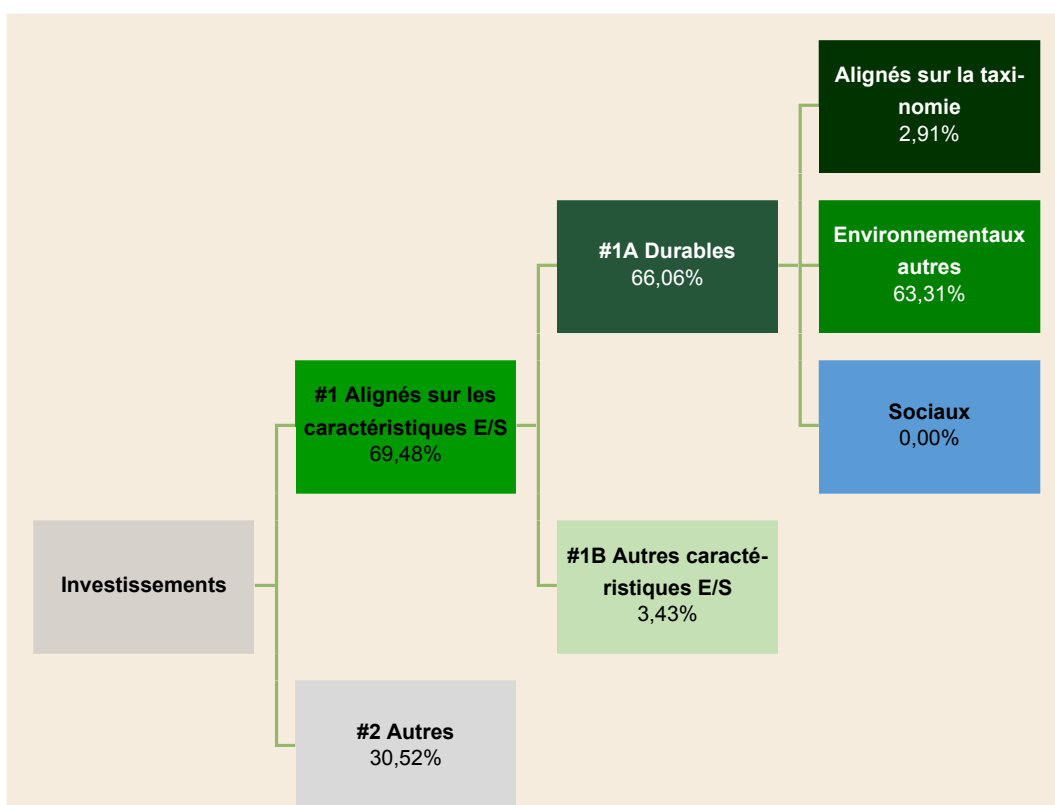 Alignés sur la taxi-
nomie
2,91%
Environnementaux
autres
63,31%
#1A Durables
66,06%
#1 Alignés sur les
caractéristiques E/S
69,48%
Sociaux
0,00%
Investissements
#1B Autres caracté-
ristiques E/S
3,43%
#2 Autres
30,52%